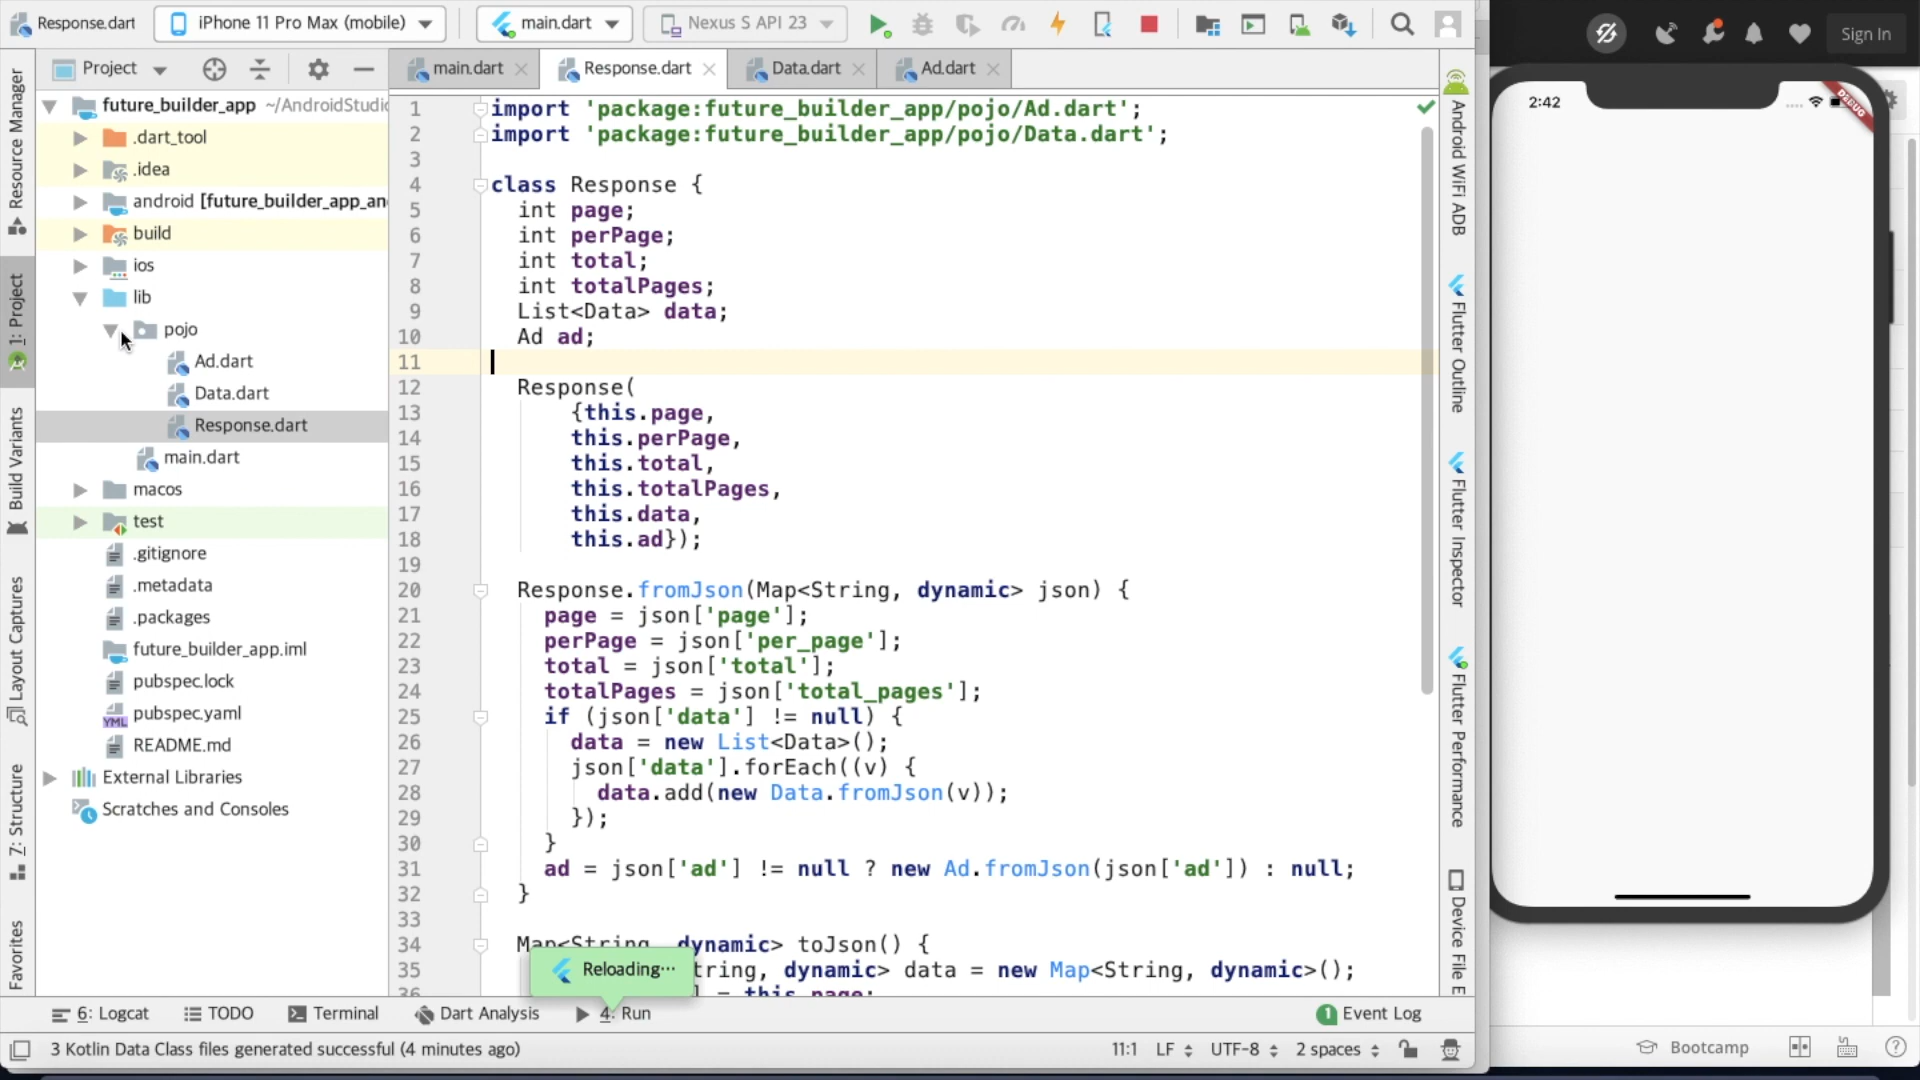 Response.dart
iPhone 11 Pro Max (mobile)
main.dart
Nexus S API 23
Sign In
Project
main.dart
Response.dart
Data.dart
Ad.dart
future_builder_app ~/AndroidStudio
.dart_tool
.idea
android [future_builder_app_an
build
ios
lib
pojo
Ad.dart
Data.dart
Response.dart
main.dart
macos
test
.gitignore
.metadata
.packages
future_builder_app.iml
pubspec.lock
YML pubspec.yaml
README.md
External Libraries
Scratches and Consoles
Resource Manager
1: Project
Build Variants
Layout Captures
Z: Structure
Favorites
1 import 'package:future_builder_app/pojo/Ad.dart';
2 import 'package:future_builder_app/pojo/Data.dart';
3
4 class Response {
5 int page;
6 int perPage;
7 int total;
8 int totalPages;
9 List<Data> data;
10 Ad ad;
11
12 Response(
13 {this.page,
14 this.perPage,
15 this.total,
16 this.totalPages,
17 this.data,
18 this.ad});
19
20 Response.fromJson(Map<String, dynamic> json) {
21 page = json['page'];
22 perPage = json['per_page'];
23 total = json['total'];
24 totalPages = json['total_pages'];
25 if (json['data'] != null) {
26 data = new List<Data>();
27 json['data'].forEach((v) {
28 data.add(new Data.fromJson(v));
29 });
30 }
31 ad = json['ad'] != null ? new Ad.fromJson(json['ad']) : null;
32 }
33
34 Map<String, dynamic> toJson() {
35 tring, dynamic> data = new Map<String, dynamic>();
36 ] = this.page;
Reloading...
Android WiFi ADB
Flutter Outline
Flutter Inspector
Flutter Performance
Device File E
2:42
DEBUG
6: Logcat
TODO
Terminal
Dart Analysis
4: Run
1 Event Log
3 Kotlin Data Class files generated successful (4 minutes ago)
11:1
LF
UTF-8
2 spaces
Bootcamp